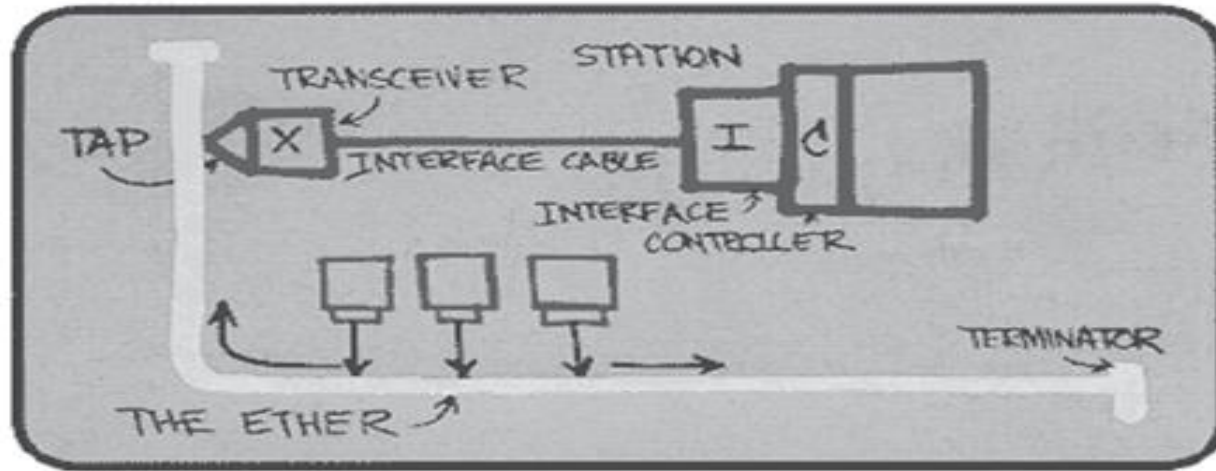 STATION
TRANSCEIVER
TAP
X
I
C
INTERFACE CABLE
INTERFACE
CONTROLLER
TERMINATOR
THE ETHER